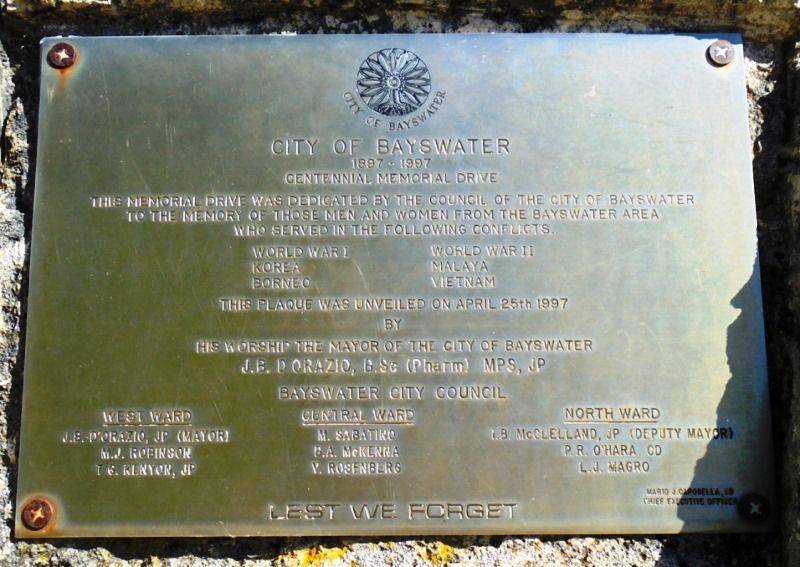 CITY OF BAYSWATER
CITY OF BAYSWATER
1897 - 1997
CENTENNIAL MEMORIAL DRIVE
THIS MEMORIAL DRIVE WAS DEDICATED BY THE COUNCIL OF THE CITY OF BAYSWATER
TO THE MEMORY OF THOSE MEN AND WOMEN FROM THE BAYSWATER AREA
WHO SERVED IN THE FOLLOWING CONFLICTS.
WORLD WAR I WORLD WAR II
KOREA MALAYA
BORNEO VIETNAM
THIS PLAQUE WAS UNVEILED ON APRIL 25th 1997
BY
HIS WORSHIP THE MAYOR OF THE CITY OF BAYSWATER
J.B. D'ORAZIO, B.Sc (Pharm) MPS, JP
BAYSWATER CITY COUNCIL
WEST WARD CENTRAL WARD NORTH WARD
J.B. D'ORAZIO, JP (MAYOR) M. SABATINO I.B. McCLELLAND, JP (DEPUTY MAYOR)
M.J. ROBINSON McKENNA P.R. O'HARA CD
G. KENYON, JP V. ROSENBERG L.J. MAGRO
MARIO J CAROSELLA,
CHIEF EXECUTIVE OFFICER
LEST WE FORGET